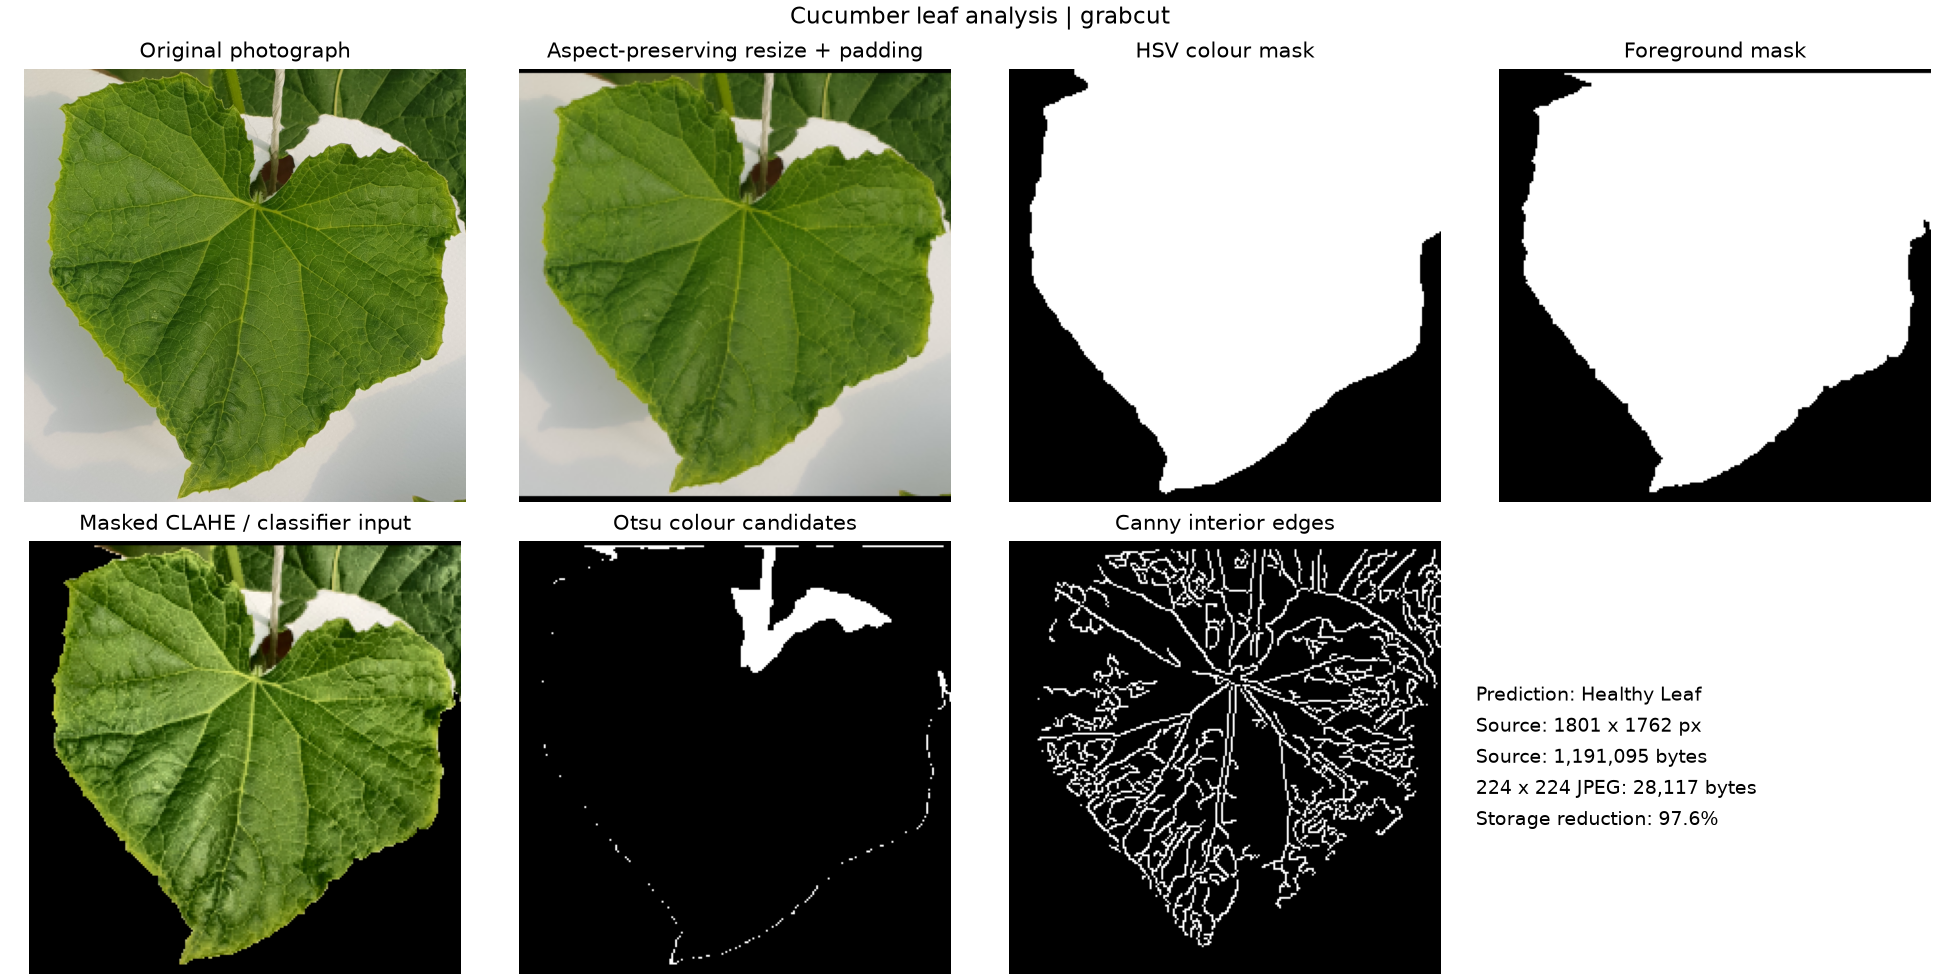 Cucumber leaf analysis | grabcut
Original photograph
Aspect-preserving resize + padding
HSV colour mask
Foreground mask
Masked CLAHE / classifier input
Otsu colour candidates
Canny interior edges
Prediction: Healthy Leaf
Source: 1801 x 1762 px
Source: 1,191,095 bytes
224 x 224 JPEG: 28,117 bytes
Storage reduction: 97.6%